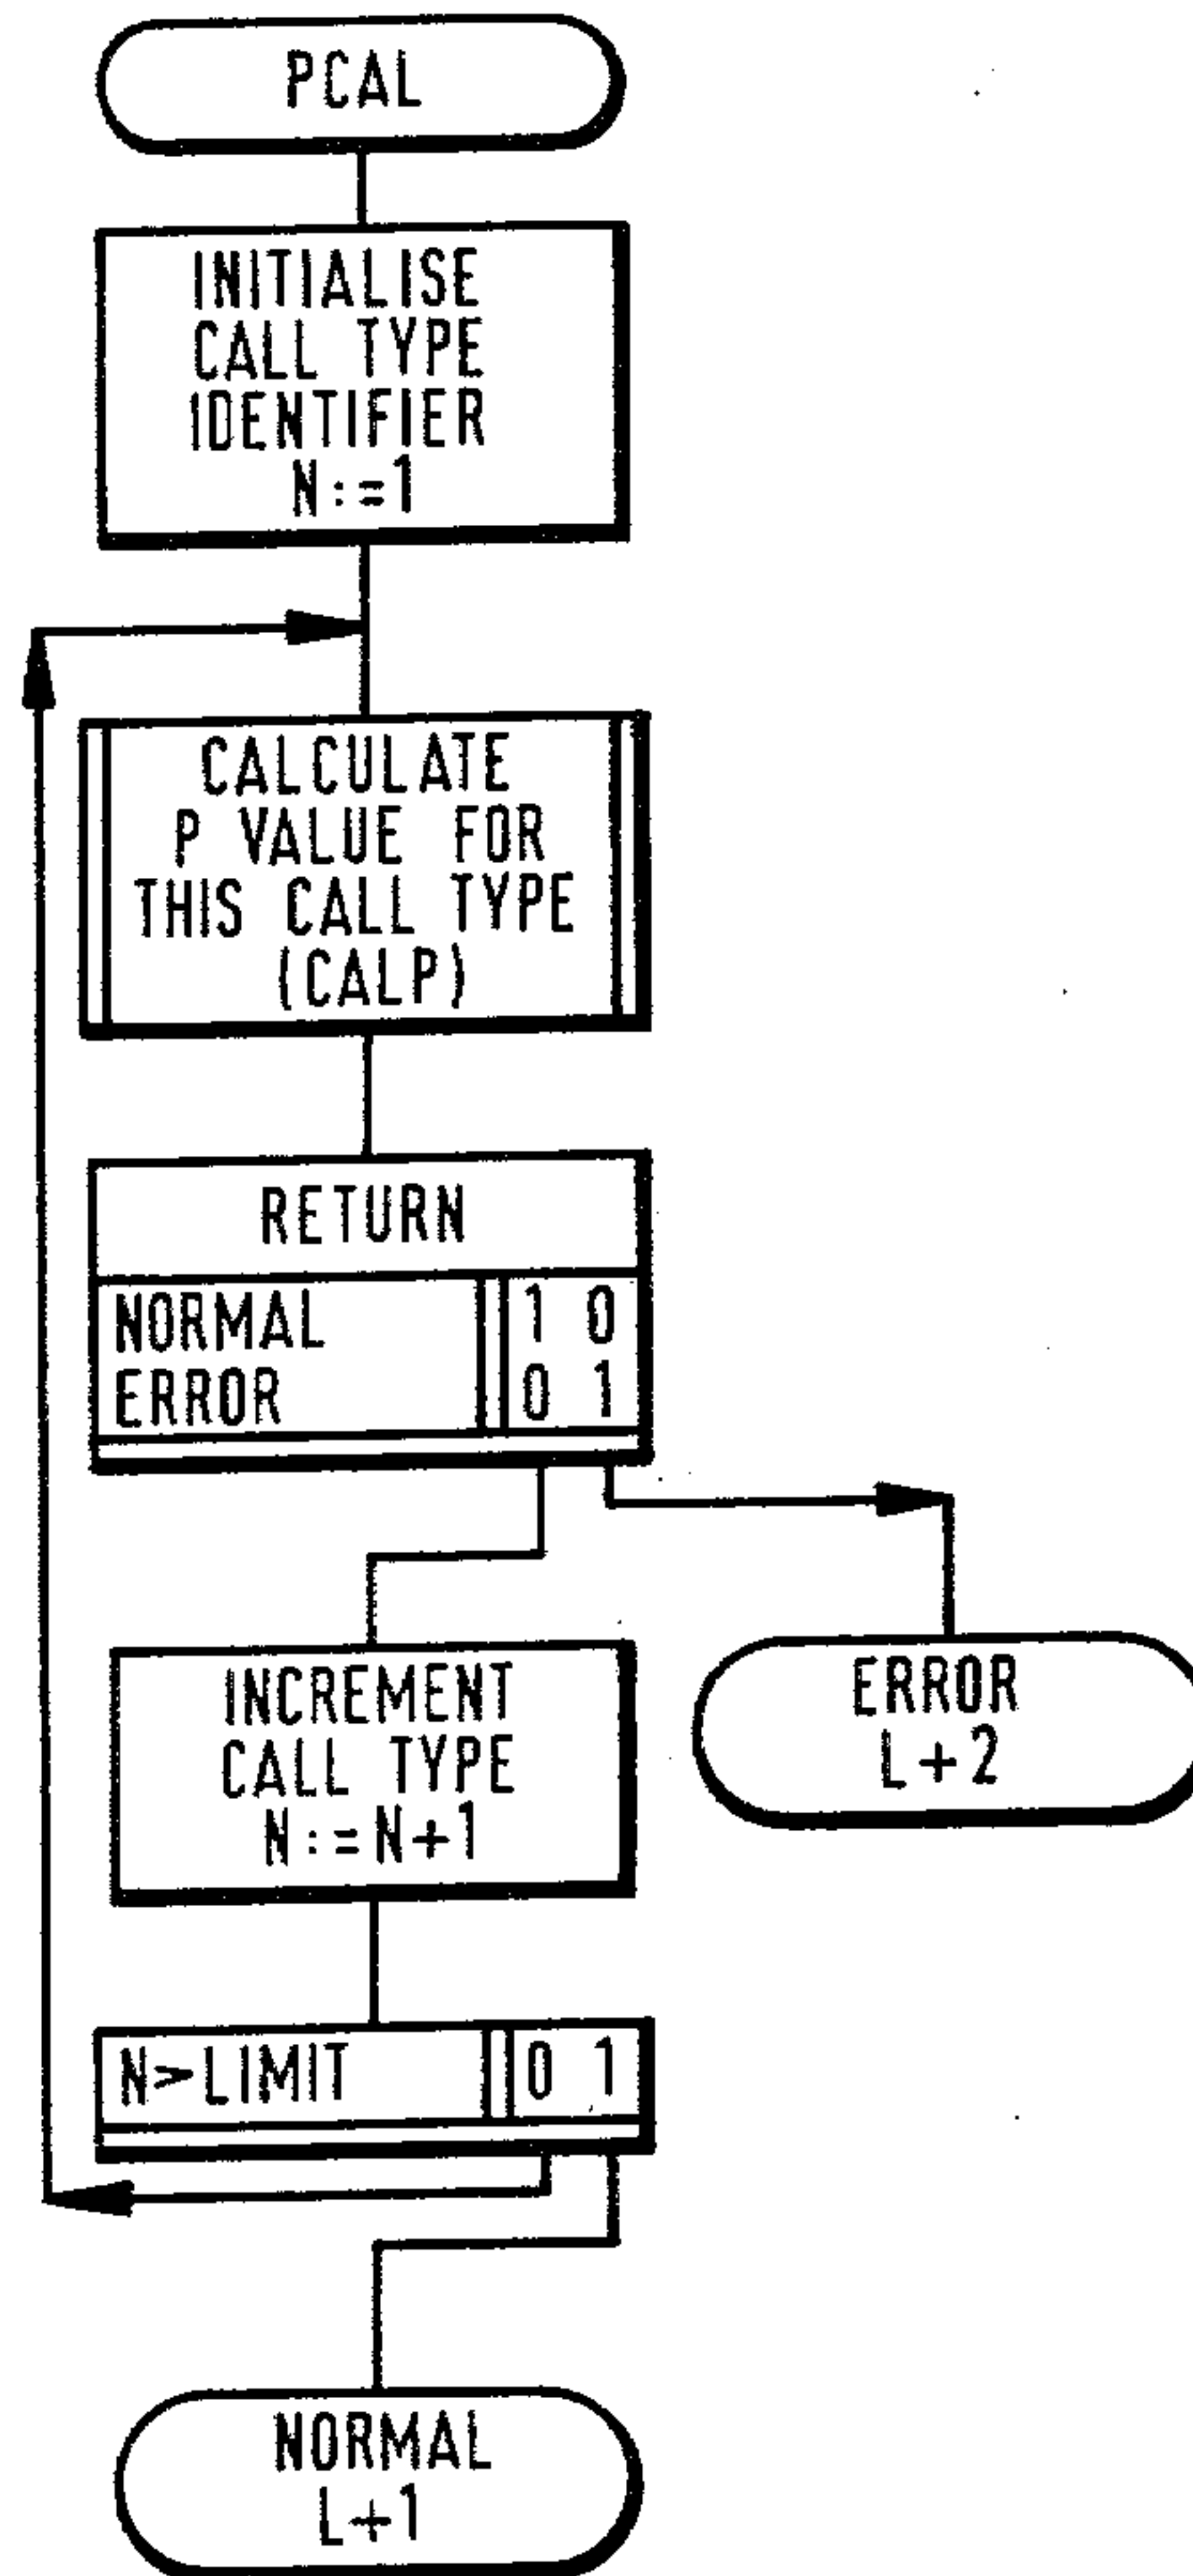 PCAL
INITIALISE
CALL TYPE
IDENTIFIER
N:=1
CALCULATE
P VALUE FOR
THIS CALL TYPE
(CALP)
RETURN
NORMAL 1 0
ERROR 0 1
INCREMENT
CALL TYPE
N:=N+1
ERROR
L+2
N>LIMIT 0 1
NORMAL
L+1